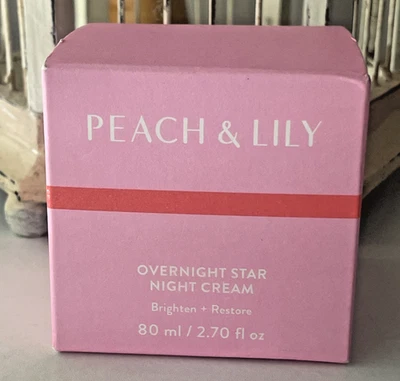 PEACH & LILY
OVERNIGHT STAR
NIGHT CREAM
Brighten + Restore
80 ml / 2.70 fl oz